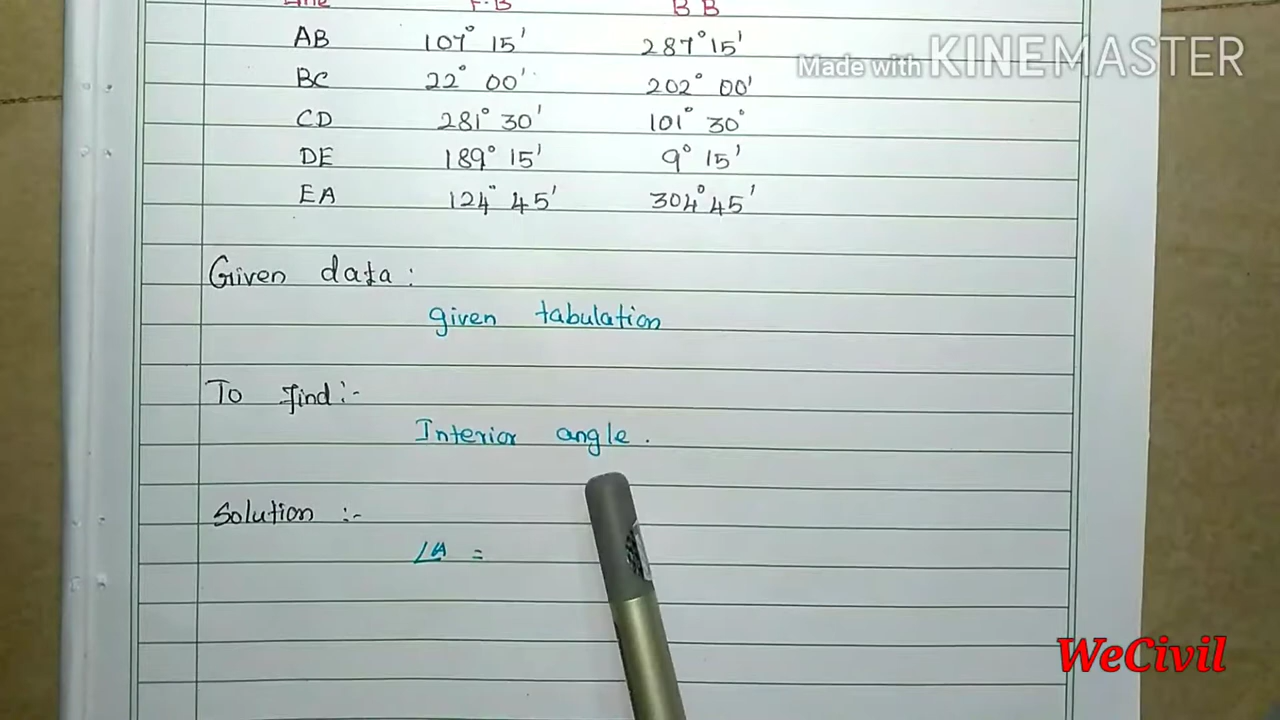 Line F.B B B
AB 107° 15' 287° 15'
Made with KINEMASTER
BC 22° 00' 202° 00'
CD 281° 30' 101° 30°
DE 189° 15' 9° 15'
EA 124° 45' 304° 45'
Given data :
given tabulation
To find :-
Interior angle .
Solution :-
∠A =
WeCivil